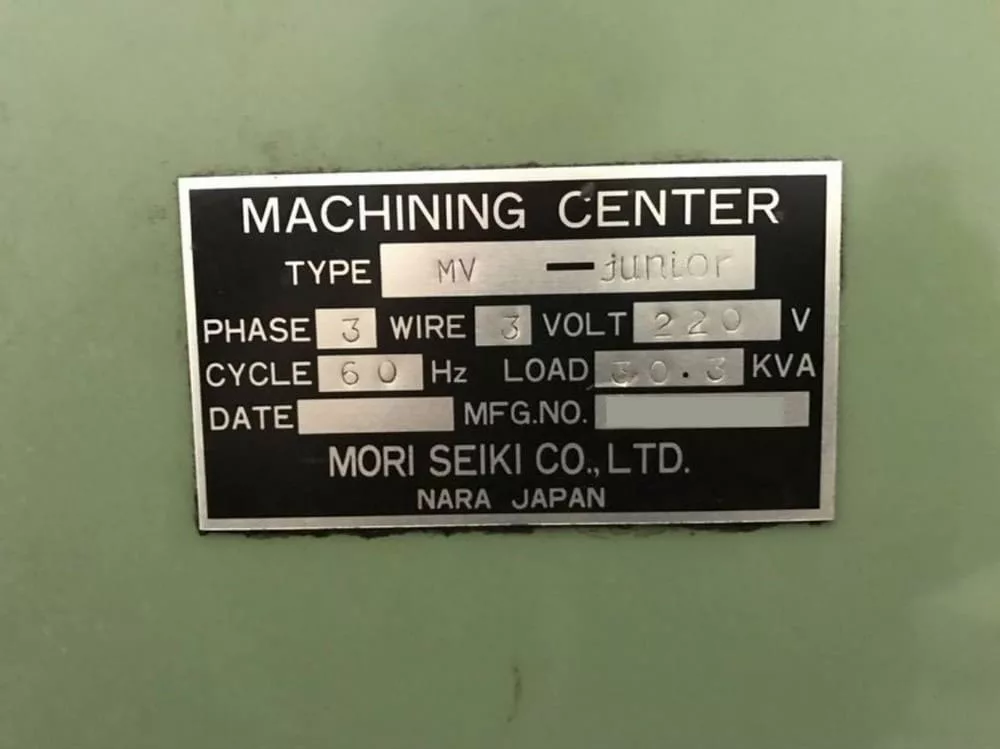 MACHINING CENTER
TYPE MV — junior
PHASE 3 WIRE 3 VOLT 220 V
CYCLE 60 Hz LOAD 30.3 KVA
DATE MFG.NO.
MORI SEIKI CO., LTD.
NARA JAPAN